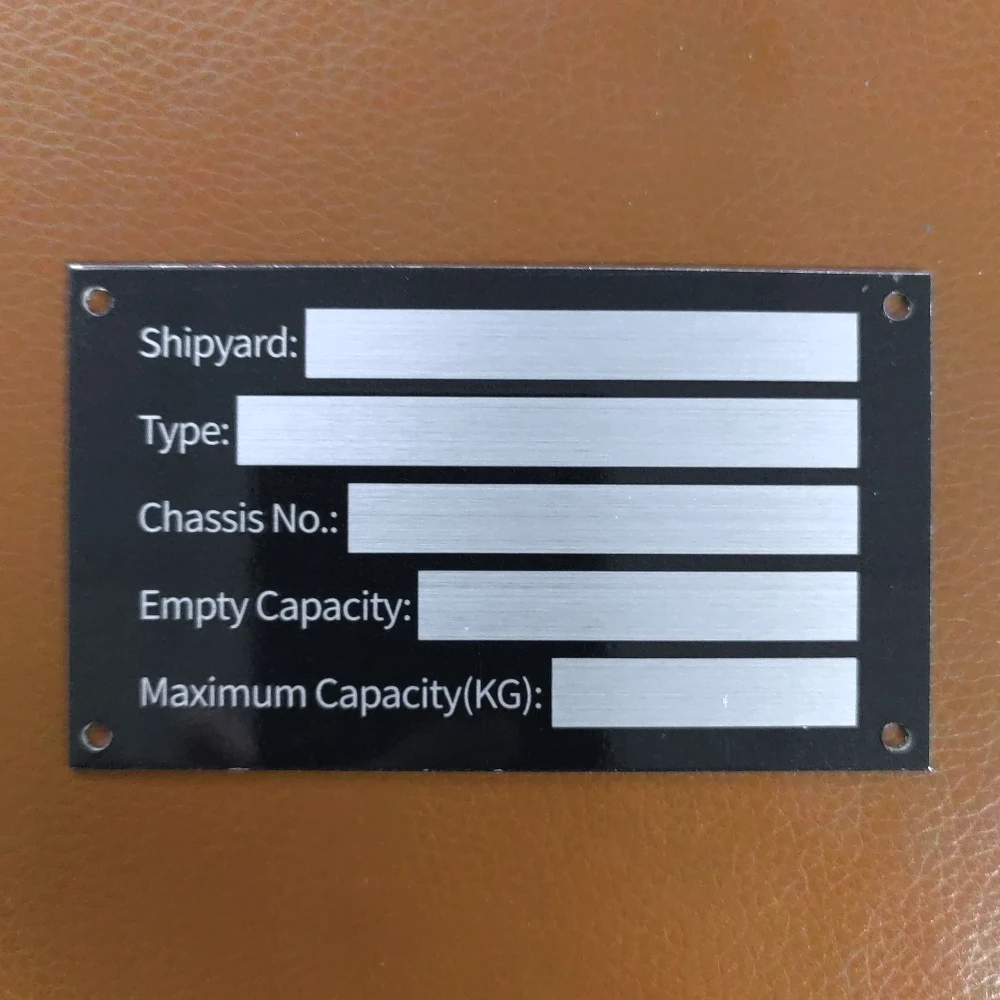 Shipyard:
Type:
Chassis No.:
Empty Capacity:
Maximum Capacity(KG):